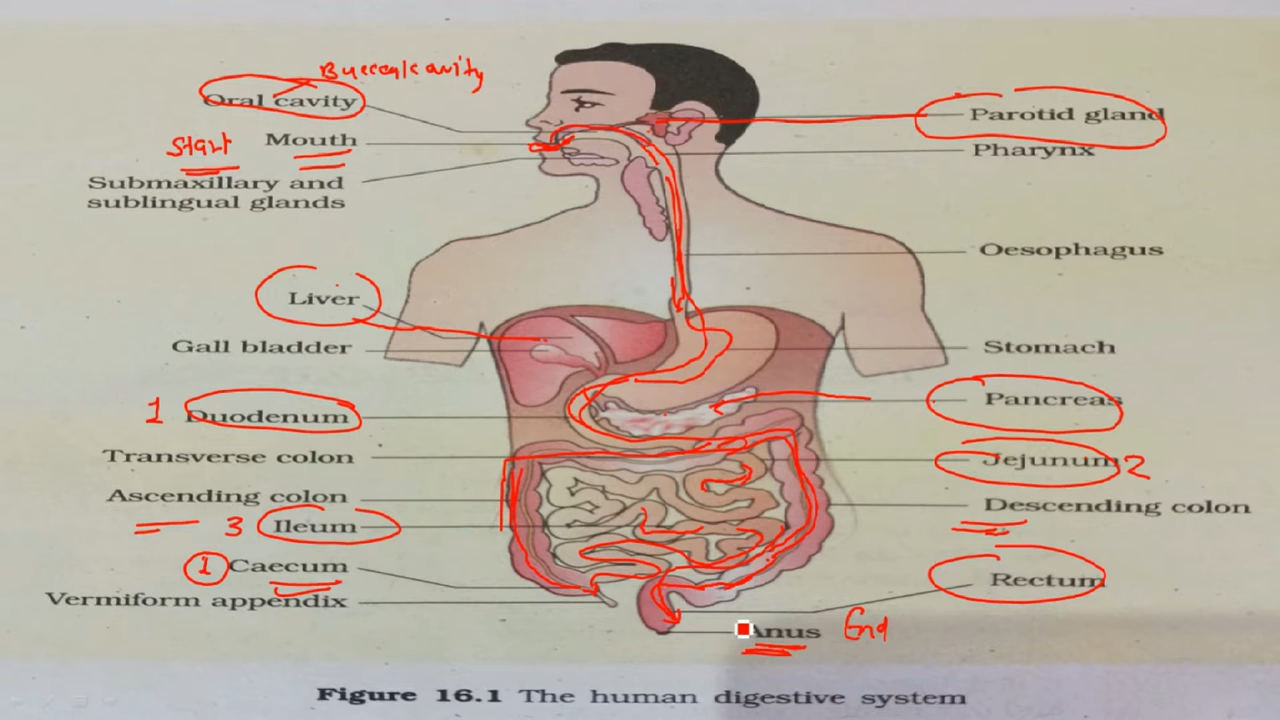 Buccal cavity
Oral cavity
Start Mouth
Submaxillary and
sublingual glands
Liver
Gall bladder
1 Duodenum
Transverse colon
Ascending colon
3 Ileum
1 Caecum
Vermiform appendix
Parotid gland
Pharynx
Oesophagus
Stomach
Pancreas
Jejunum 2
Descending colon
Rectum
Anus End
Figure 16.1 The human digestive system